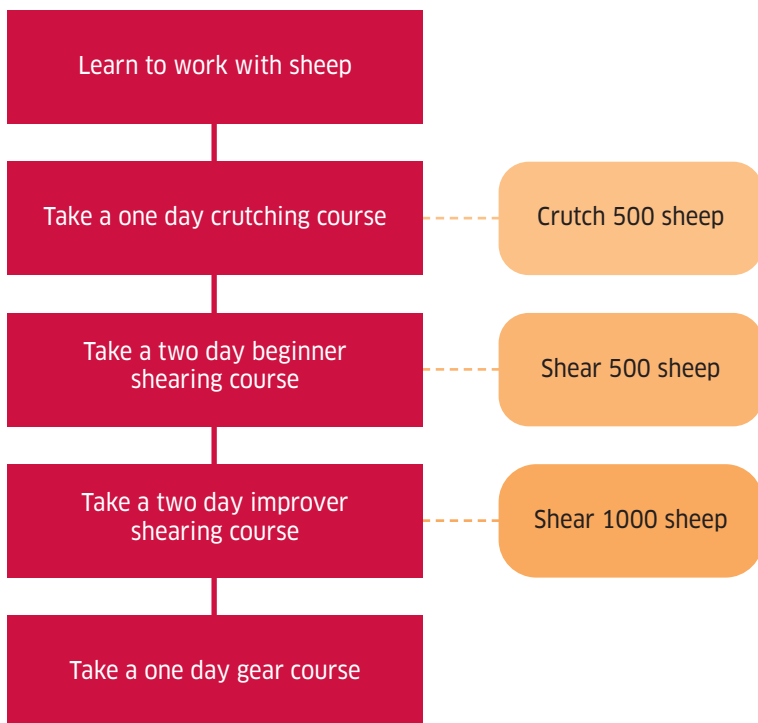 Learn to work with sheep
Take a one day crutching course
Crutch 500 sheep
Take a two day beginner
shearing course
Shear 500 sheep
Take a two day improver
shearing course
Shear 1000 sheep
Take a one day gear course